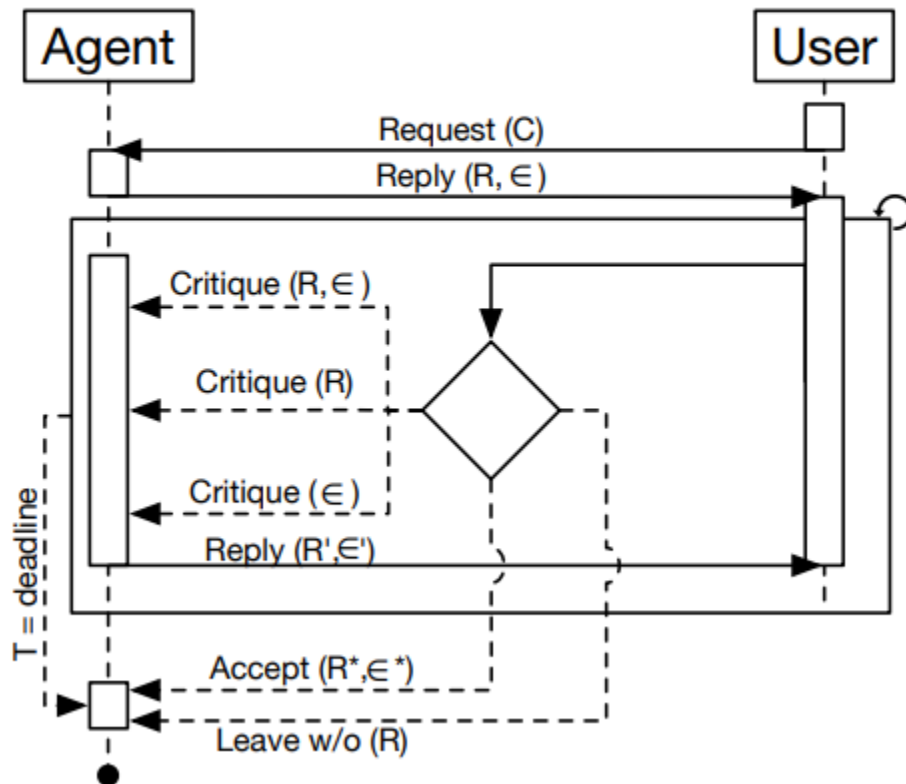 Agent
User
Request (C)
Reply (R, ∈)
Critique (R,∈)
Critique (R)
Critique (∈)
Reply (R',∈')
T = deadline
Accept (R*,∈*)
Leave w/o (R)